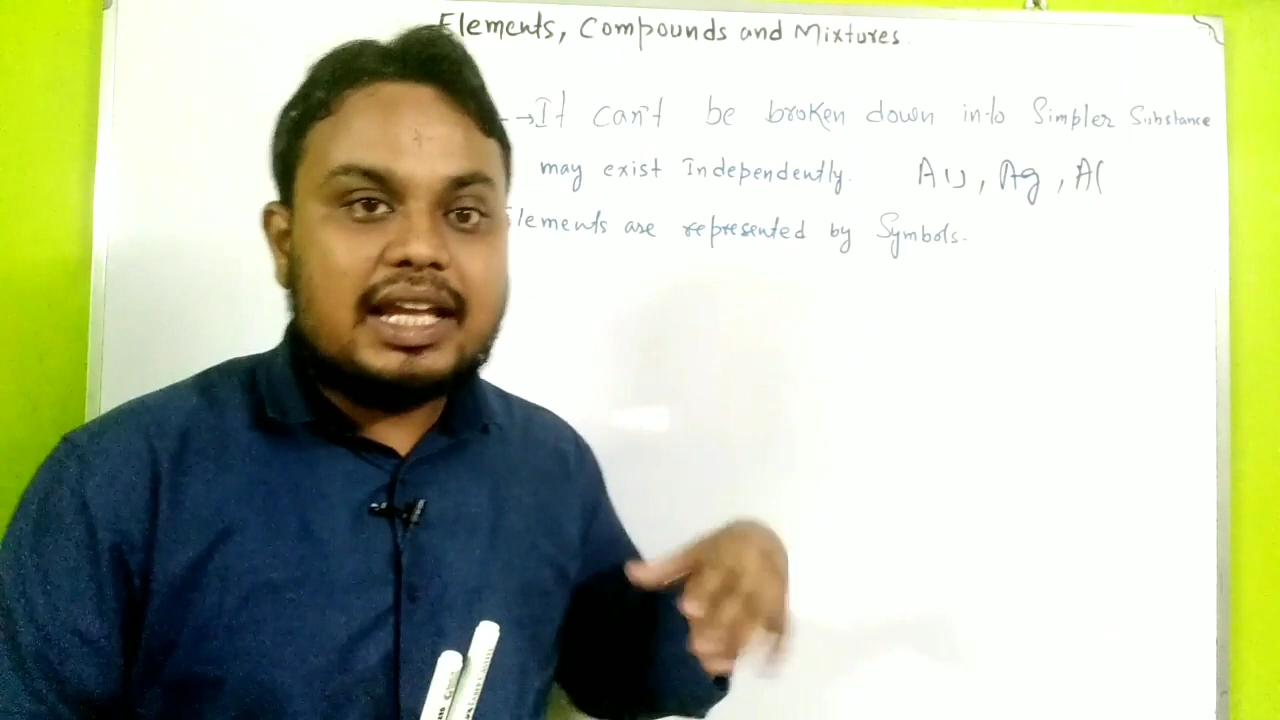 Elements, Compounds and Mixtures.
→ It can't be broken down into Simpler Substance
may exist Independently. Au, Ag, Al
Elements are represented by Symbols.